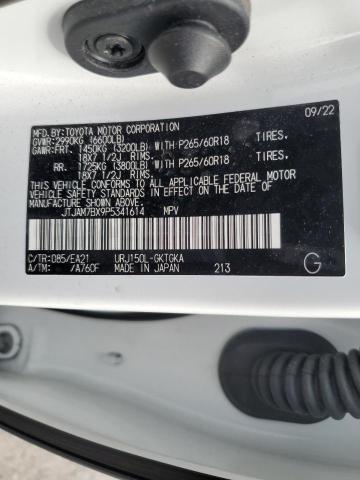 MFD.BY:TOYOTA MOTOR CORPORATION 09/22
GVWR:2990KG (6600LB)
GAWR:FRT. 1450KG (3200LB) WITH P265/60R18 TIRES,
18X7 1/2J RIMS,
RR. 1725KG (3800LB) WITH P265/60R18 TIRES,
18X7 1/2J RIMS,
THIS VEHICLE CONFORMS TO ALL APPLICABLE FEDERAL MOTOR
VEHICLE SAFETY STANDARDS IN EFFECT ON THE DATE OF
MANUFACTURE SHOWN ABOVE.
JTJAM7BX9P5341614 MPV
C/TR:085/EA21 URJ150L-GKTGKA
A/TM: /A760F MADE IN JAPAN 213 G